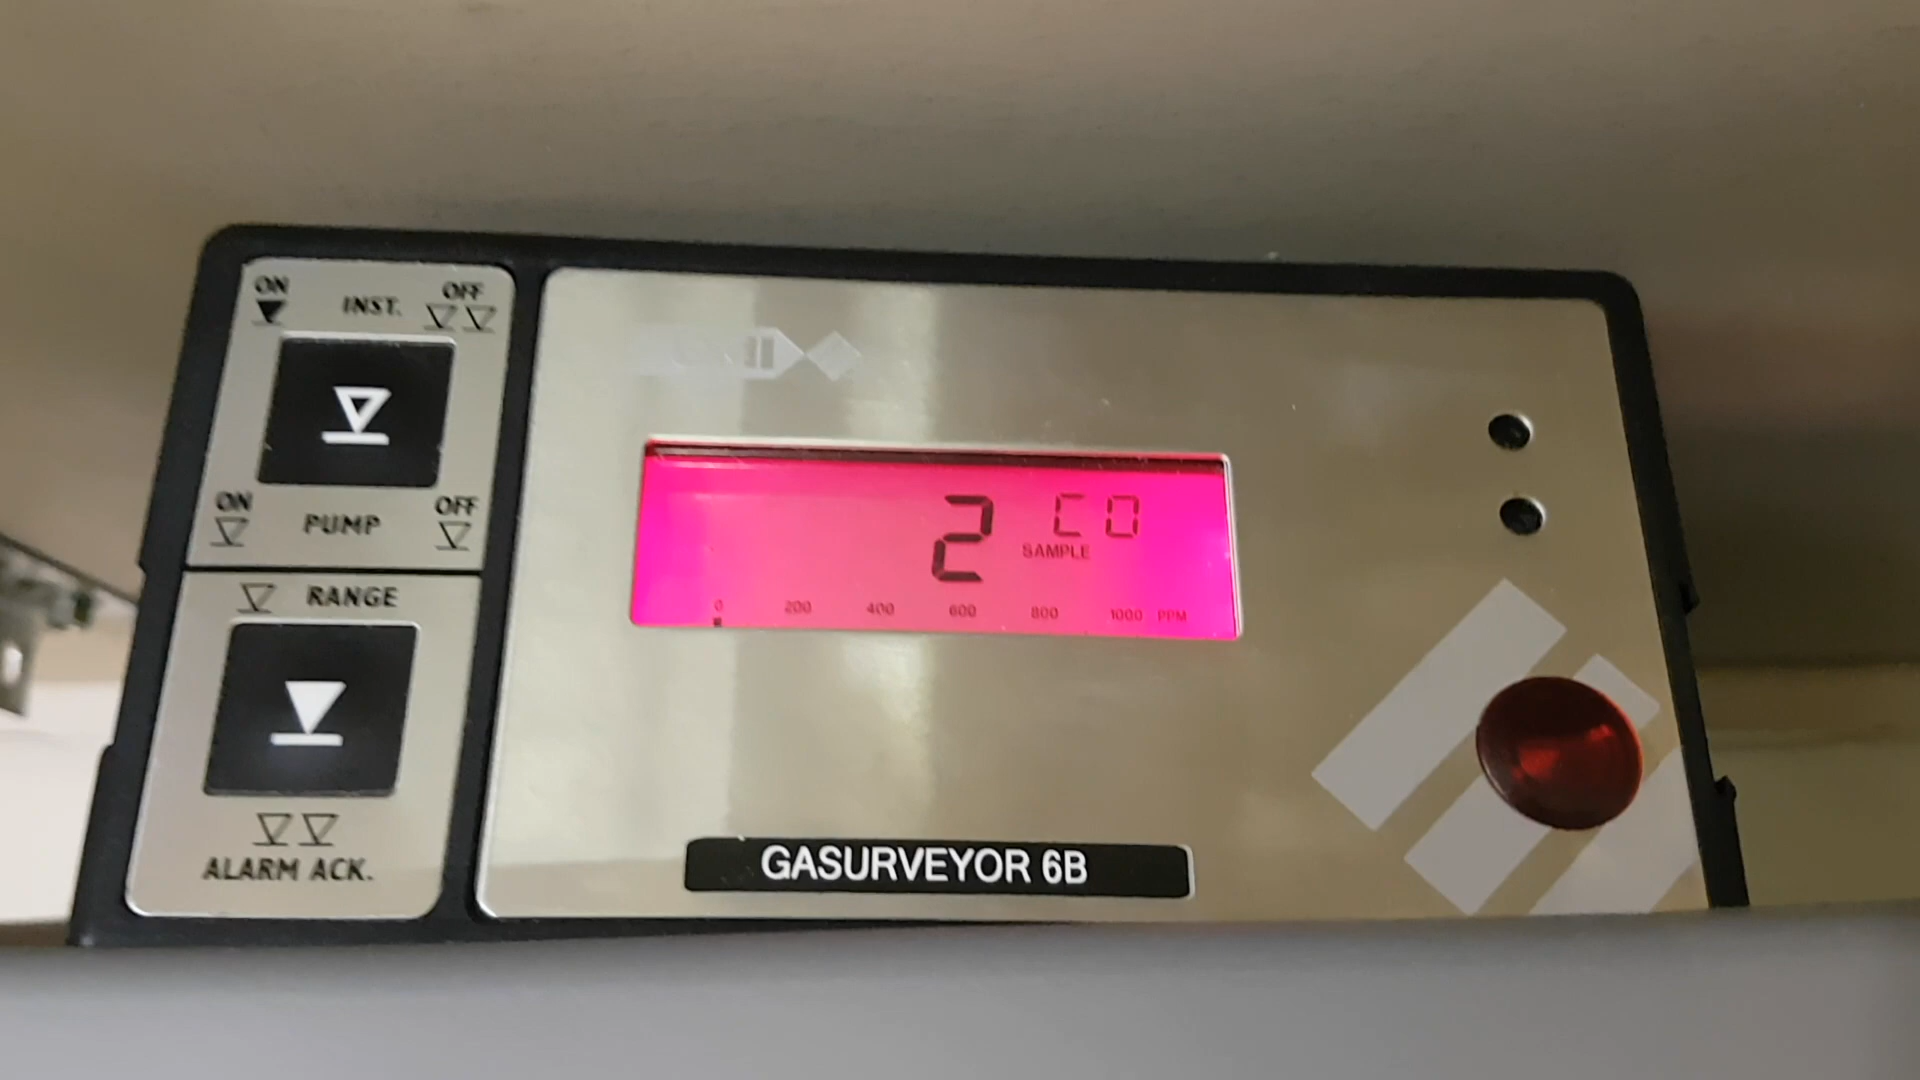 ON INST. OFF
ON PUMP OFF
RANGE
ALARM ACK.
2 CO
SAMPLE
0 200 400 600 800 1000 PPM
GASURVEYOR 6B